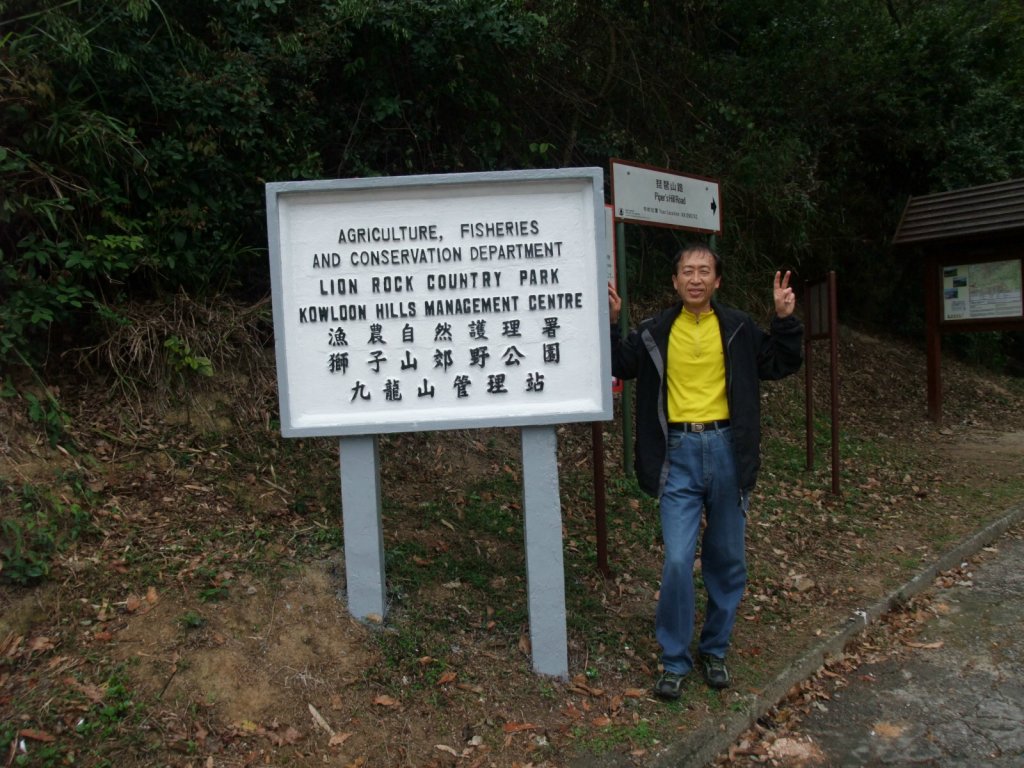 AGRICULTURE, FISHERIES
AND CONSERVATION DEPARTMENT
LION ROCK COUNTRY PARK
KOWLOON HILLS MANAGEMENT CENTRE
漁農自然護理署
獅子山郊野公園
九龍山管理站
琵琶山路
Piper's Hill Road